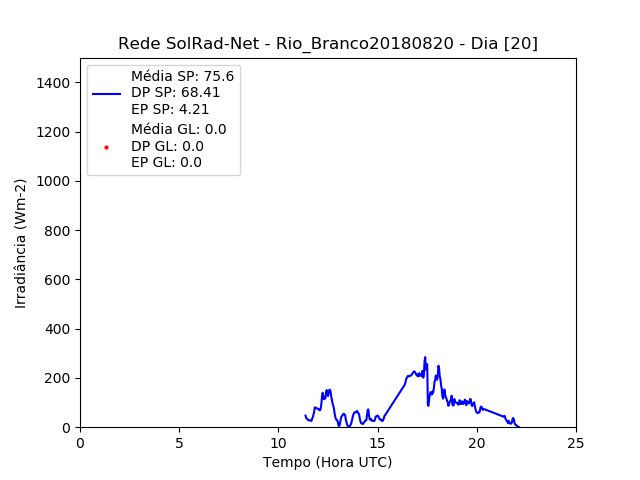 Rede SolRad-Net - Rio_Branco20180820 - Dia [20]
Média SP: 75.6
DP SP: 68.41
EP SP: 4.21
Média GL: 0.0
DP GL: 0.0
EP GL: 0.0
1400
1200
1000
800
600
400
200
0
Irradiância (Wm-2)
0 5 10 15 20 25
Tempo (Hora UTC)